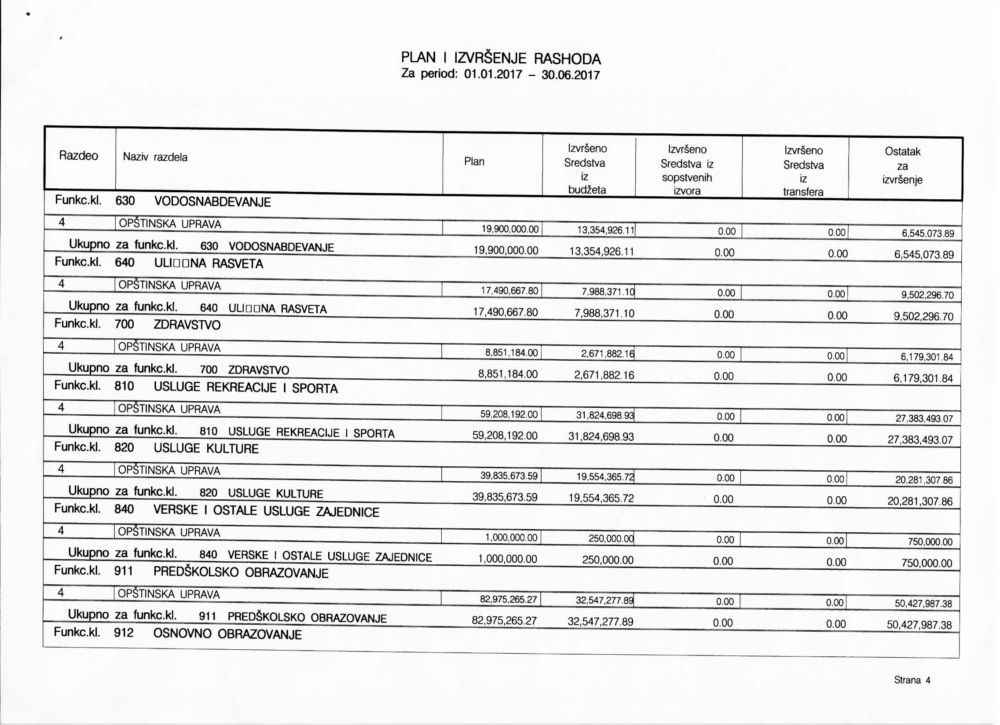 PLAN I IZVRŠENJE RASHODA
Za period: 01.01.2017 – 30.06.2017
Razdeo Naziv razdela Plan Izvršeno Sredstva iz budžeta Izvršeno Sredstva iz sopstvenih izvora Izvršeno Sredstva iz transfera Ostatak za izvršenje
Funkc.kl. 630 VODOSNABDEVANJE
4 OPŠTINSKA UPRAVA 19,900,000.00 13,354,926.11 0.00 0.00 6,545,073.89
Ukupno za funkc.kl. 630 VODOSNABDEVANJE 19,900,000.00 13,354,926.11 0.00 0.00 6,545,073.89
Funkc.kl. 640 ULI□□NA RASVETA
4 OPŠTINSKA UPRAVA 17,490,667.80 7,988,371.10 0.00 0.00 9,502,296.70
Ukupno za funkc.kl. 640 ULI□□NA RASVETA 17,490,667.80 7,988,371.10 0.00 0.00 9,502,296.70
Funkc.kl. 700 ZDRAVSTVO
4 OPŠTINSKA UPRAVA 8,851,184.00 2,671,882.16 0.00 0.00 6,179,301.84
Ukupno za funkc.kl. 700 ZDRAVSTVO 8,851,184.00 2,671,882.16 0.00 0.00 6,179,301.84
Funkc.kl. 810 USLUGE REKREACIJE I SPORTA
4 OPŠTINSKA UPRAVA 59,208,192.00 31,824,698.93 0.00 0.00 27,383,493.07
Ukupno za funkc.kl. 810 USLUGE REKREACIJE I SPORTA 59,208,192.00 31,824,698.93 0.00 0.00 27,383,493.07
Funkc.kl. 820 USLUGE KULTURE
4 OPŠTINSKA UPRAVA 39,835,673.59 19,554,365.72 0.00 0.00 20,281,307.86
Ukupno za funkc.kl. 820 USLUGE KULTURE 39,835,673.59 19,554,365.72 0.00 0.00 20,281,307.86
Funkc.kl. 840 VERSKE I OSTALE USLUGE ZAJEDNICE
4 OPŠTINSKA UPRAVA 1,000,000.00 250,000.00 0.00 0.00 750,000.00
Ukupno za funkc.kl. 840 VERSKE I OSTALE USLUGE ZAJEDNICE 1,000,000.00 250,000.00 0.00 0.00 750,000.00
Funkc.kl. 911 PREDŠKOLSKO OBRAZOVANJE
4 OPŠTINSKA UPRAVA 82,975,265.27 32,547,277.89 0.00 0.00 50,427,987.38
Ukupno za funkc.kl. 911 PREDŠKOLSKO OBRAZOVANJE 82,975,265.27 32,547,277.89 0.00 0.00 50,427,987.38
Funkc.kl. 912 OSNOVNO OBRAZOVANJE
Strana 4